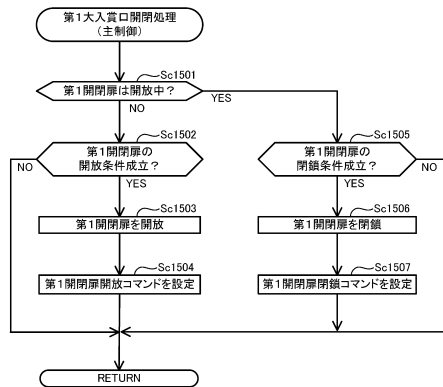 第1大入賞口開閉処理
(主制御)
Sc1501
第1開閉扉は開放中？
YES
NO
Sc1502
第1開閉扉の
開放条件成立？
NO
YES
Sc1505
第1開閉扉の
閉鎖条件成立？
NO
YES
Sc1503
第1開閉扉を開放
Sc1506
第1開閉扉を閉鎖
Sc1504
第1開閉扉開放コマンドを設定
Sc1507
第1開閉扉閉鎖コマンドを設定
RETURN